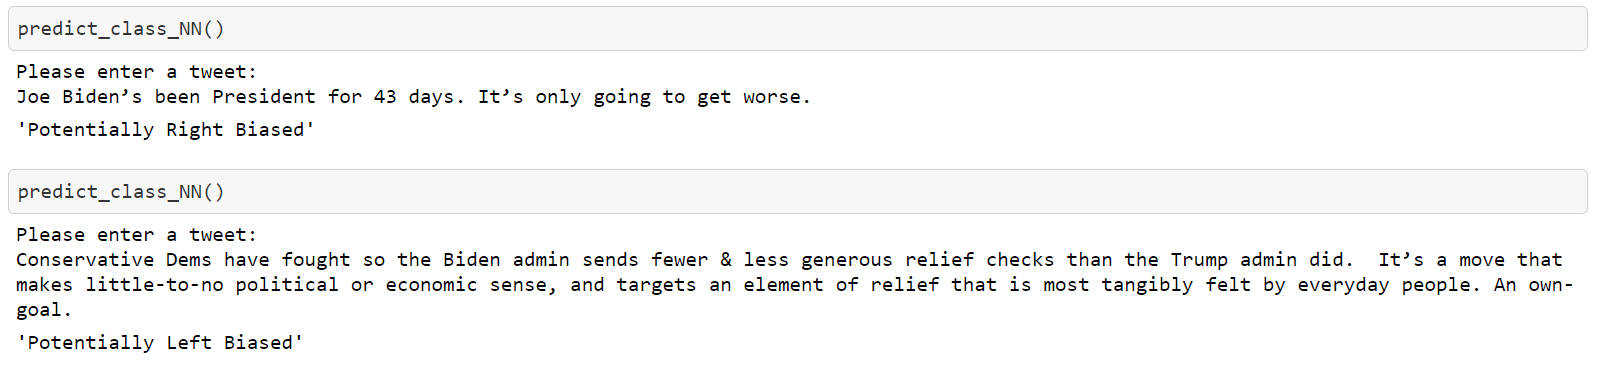 predict_class_NN()
Please enter a tweet:
Joe Biden’s been President for 43 days. It’s only going to get worse.
'Potentially Right Biased'
predict_class_NN()
Please enter a tweet:
Conservative Dems have fought so the Biden admin sends fewer & less generous relief checks than the Trump admin did.  It’s a move that
makes little-to-no political or economic sense, and targets an element of relief that is most tangibly felt by everyday people. An own-
goal.
'Potentially Left Biased'